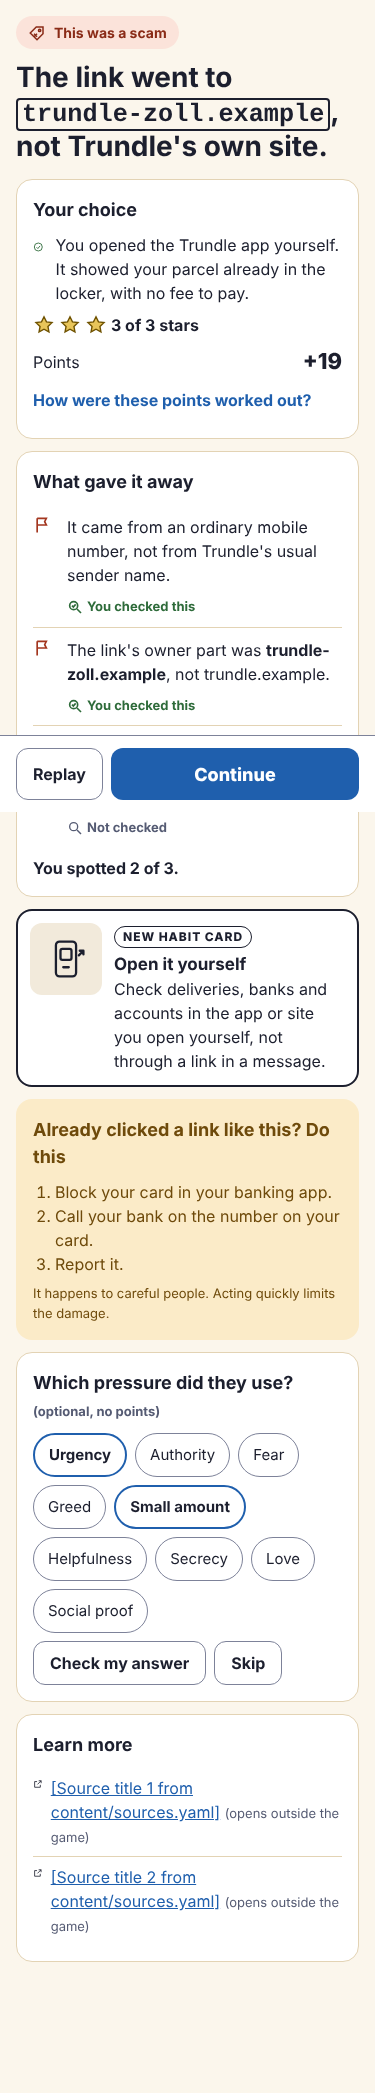 This was a scam
The link went to
trundle-zoll.example,
not Trundle's own site.
Your choice
You opened the Trundle app yourself.
It showed your parcel already in the
locker, with no fee to pay.
3 of 3 stars
Points +19
How were these points worked out?
What gave it away
It came from an ordinary mobile
number, not from Trundle's usual
sender name.
You checked this
The link's owner part was trundle-
zoll.example, not trundle.example.
You checked this
Replay Continue
Not checked
You spotted 2 of 3.
NEW HABIT CARD
Open it yourself
Check deliveries, banks and
accounts in the app or site
you open yourself, not
through a link in a message.
Already clicked a link like this? Do
this
1. Block your card in your banking app.
2. Call your bank on the number on your
card.
3. Report it.
It happens to careful people. Acting quickly limits
the damage.
Which pressure did they use?
(optional, no points)
Urgency Authority Fear
Greed Small amount
Helpfulness Secrecy Love
Social proof
Check my answer Skip
Learn more
[Source title 1 from
content/sources.yaml] (opens outside the
game)
[Source title 2 from
content/sources.yaml] (opens outside the
game)